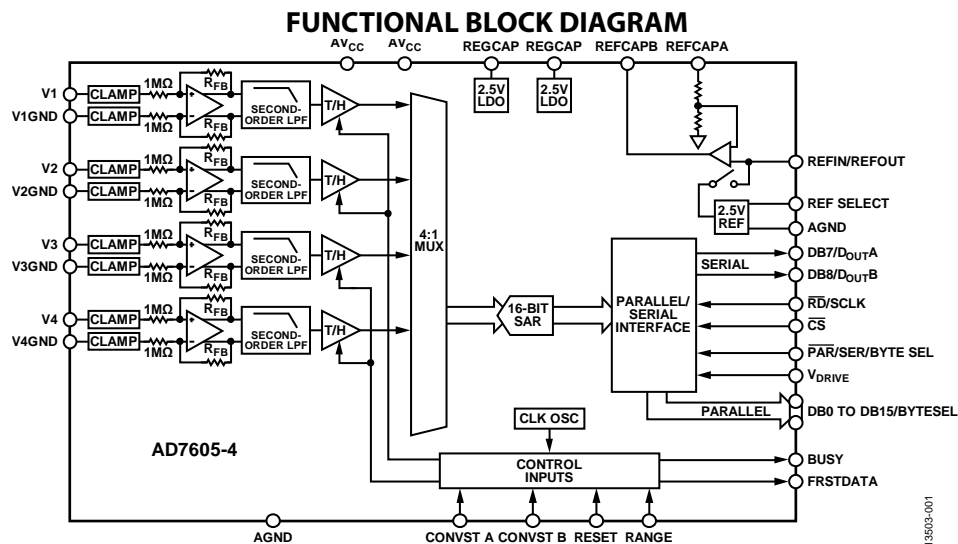 FUNCTIONAL BLOCK DIAGRAM
AVCC AVCC REGCAP REGCAP REFCAPB REFCAPA
V1 CLAMP 1MΩ RFB
V1GND CLAMP 1MΩ RFB
SECOND-
ORDER LPF
T/H
2.5V
LDO
2.5V
LDO
V2 CLAMP 1MΩ RFB
V2GND CLAMP 1MΩ RFB
SECOND-
ORDER LPF
T/H
REFIN/REFOUT
2.5V
REF
REF SELECT
AGND
V3 CLAMP 1MΩ RFB
V3GND CLAMP 1MΩ RFB
SECOND-
ORDER LPF
T/H
4:1
MUX
SERIAL
DB7/DOUTA
DB8/DOUTB
V4 CLAMP 1MΩ RFB
V4GND CLAMP 1MΩ RFB
SECOND-
ORDER LPF
T/H
16-BIT
SAR
PARALLEL/
SERIAL
INTERFACE
RD/SCLK
CS
PAR/SER/BYTE SEL
VDRIVE
PARALLEL
DB0 TO DB15/BYTESEL
CLK OSC
AD7605-4
CONTROL
INPUTS
BUSY
FRSTDATA
AGND
CONVST A CONVST B RESET RANGE
13503-001